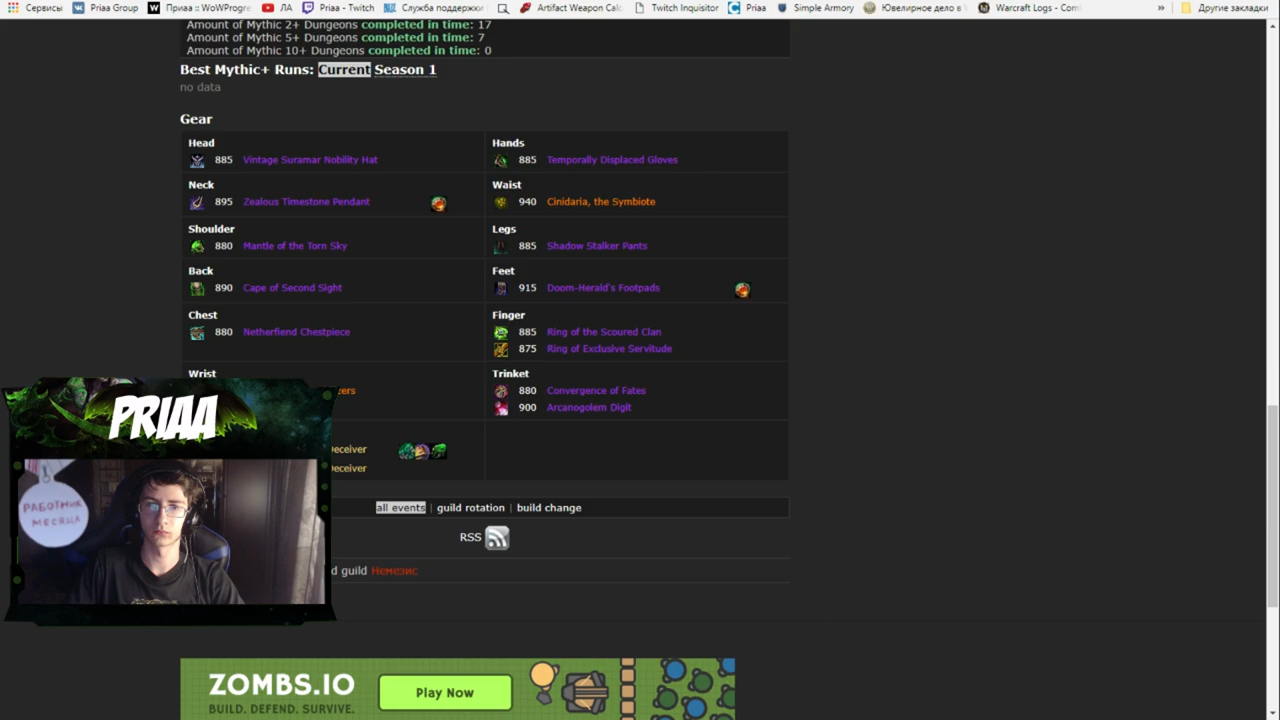 Сервисы Priaa Group Приаа :: WoWProgre ЛА Priaa - Twitch Служба поддержки Artifact Weapon Calc Twitch Inquisitor Priaa Simple Armory Ювелирное дело в Warcraft Logs - Com » Другие закладки
Amount of Mythic 2+ Dungeons completed in time: 17
Amount of Mythic 5+ Dungeons completed in time: 7
Amount of Mythic 10+ Dungeons completed in time: 0
Best Mythic+ Runs: Current Season 1
no data
Gear
Head
885 Vintage Suramar Nobility Hat
Hands
885 Temporally Displaced Gloves
Neck
895 Zealous Timestone Pendant
Waist
940 Cinidaria, the Symbiote
Shoulder
880 Mantle of the Torn Sky
Legs
885 Shadow Stalker Pants
Back
890 Cape of Second Sight
Feet
915 Doom-Herald's Footpads
Chest
880 Netherfiend Chestpiece
Finger
885 Ring of the Scoured Clan
875 Ring of Exclusive Servitude
Wrist
cers
Trinket
880 Convergence of Fates
900 Arcanogolem Digit
Deceiver
Deceiver
all events | guild rotation | build change
RSS
d guild Немезис
PRIAA
РАБОТНИК
МЕСЯЦА
ZOMBS.IO
BUILD. DEFEND. SURVIVE.
Play Now